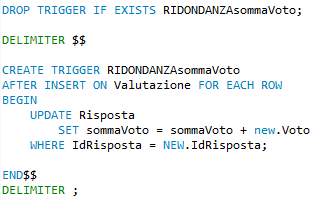 DROP TRIGGER IF EXISTS RIDONDANZAsommaVoto;
DELIMITER $$
CREATE TRIGGER RIDONDANZAsommaVoto
AFTER INSERT ON Valutazione FOR EACH ROW
BEGIN
UPDATE Risposta
SET sommaVoto = sommaVoto + new.Voto
WHERE IdRisposta = NEW.IdRisposta;
END$$
DELIMITER ;